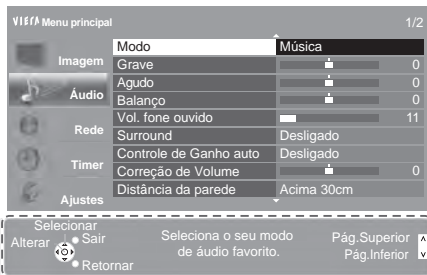 VIErA Menu principal 1/2
Imagem
Áudio
Rede
Timer
Ajustes
Modo Música
Grave 0
Agudo 0
Balanço 0
Vol. fone ouvido 11
Surround Desligado
Controle de Ganho auto Desligado
Correção de Volume 0
Distância da parede Acima 30cm
Selecionar
Alterar
Sair
Retornar
Seleciona o seu modo
de áudio favorito.
Pág.Superior
Pág.Inferior